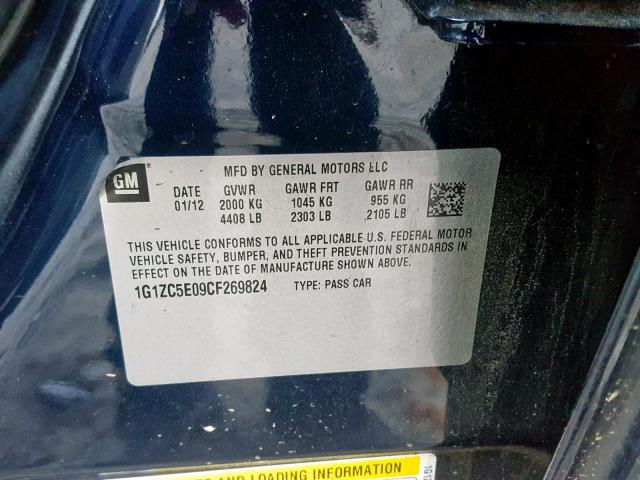 GM
MFD BY GENERAL MOTORS LLC
DATE GVWR GAWR FRT GAWR RR
01/12 2000 KG 1045 KG 955 KG
4408 LB 2303 LB 2105 LB
THIS VEHICLE CONFORMS TO ALL APPLICABLE U.S. FEDERAL MOTOR
VEHICLE SAFETY, BUMPER, AND THEFT PREVENTION STANDARDS IN
EFFECT ON THE DATE OF MANUFACTURE SHOWN ABOVE.
1G1ZC5E09CF269824 TYPE: PASS CAR
AND LOADING INFORMATION